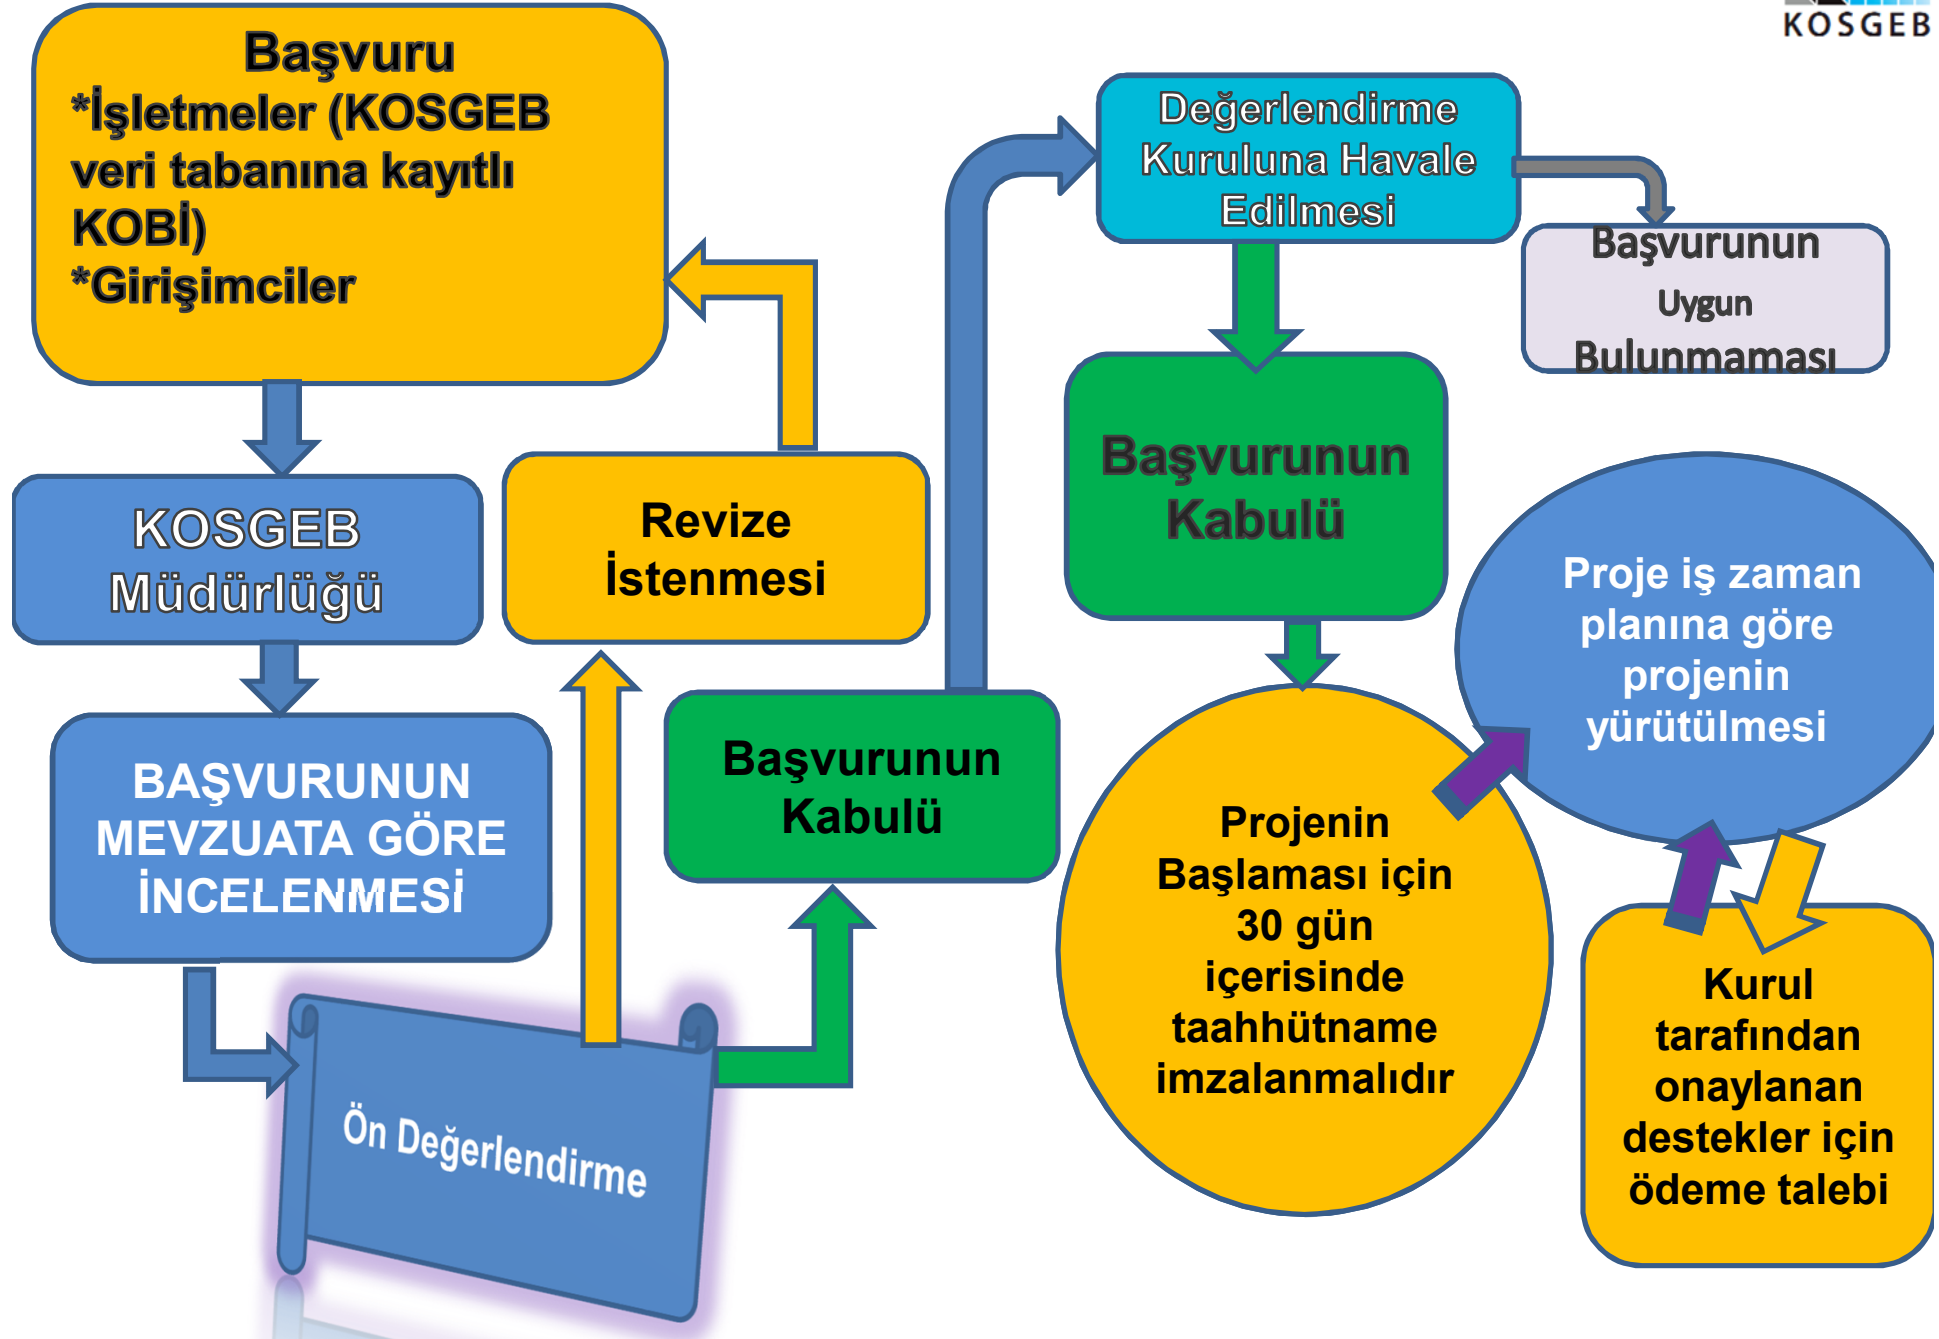 KOSGEB
Başvuru
*İşletmeler (KOSGEB
veri tabanına kayıtlı
KOBİ)
*Girişimciler
KOSGEB
Müdürlüğü
BAŞVURUNUN
MEVZUATA GÖRE
İNCELENMESİ
Ön Değerlendirme
Revize
İstenmesi
Başvurunun
Kabulü
Değerlendirme
Kuruluna Havale
Edilmesi
Başvurunun
Uygun
Bulunmaması
Başvurunun
Kabulü
Projenin
Başlaması için
30 gün
içerisinde
taahhütname
imzalanmalıdır
Proje iş zaman
planına göre
projenin
yürütülmesi
Kurul
tarafından
onaylanan
destekler için
ödeme talebi